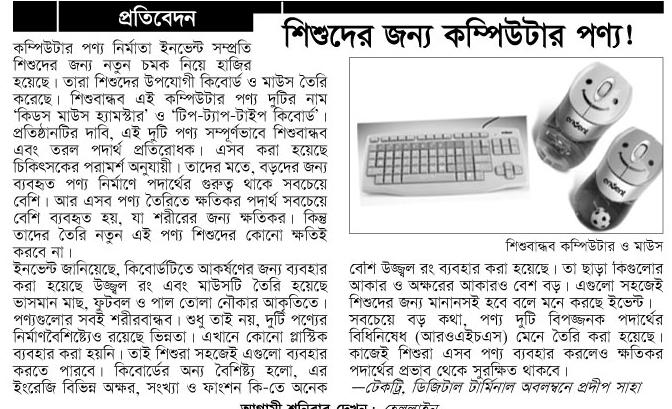 প্রতিবেদন
শিশুদের জন্য কম্পিউটার পণ্য!
কম্পিউটার পণ্য নির্মাতা ইনভেন্ট সম্প্রতি
শিশুদের জন্য নতুন চমক নিয়ে হাজির
হয়েছে। তারা শিশুদের উপযোগী কিবোর্ড ও মাউস তৈরি
করেছে। শিশুবান্ধব এই কম্পিউটার পণ্য দুটির নাম
‘কিডস মাউস হ্যামস্টার’ ও ‘টিপ-ট্যাপ-টাইপ কিবোর্ড’।
প্রতিষ্ঠানটির দাবি, এই দুটি পণ্য সম্পূর্ণভাবে শিশুবান্ধব
এবং তরল পদার্থ প্রতিরোধক। এসব করা হয়েছে
চিকিৎসকের পরামর্শ অনুযায়ী। তাদের মতে, বড়দের জন্য
ব্যবহৃত পণ্য নির্মাণে পদার্থের গুরুত্ব থাকে সবচেয়ে
বেশি। আর এসব পণ্য তৈরিতে ক্ষতিকর পদার্থ সবচেয়ে
বেশি ব্যবহৃত হয়, যা শরীরের জন্য ক্ষতিকর। কিন্তু
তাদের তৈরি নতুন এই পণ্য শিশুদের কোনো ক্ষতিই
করবে না।
ইনভেন্ট জানিয়েছে, কিবোর্ডটিতে আকর্ষণের জন্য ব্যবহার
করা হয়েছে উজ্জ্বল রং এবং মাউসটি তৈরি হয়েছে
ভাসমান মাছ, ফুটবল ও পাল তোলা নৌকার আকৃতিতে।
পণ্যগুলোর সবই শরীরবান্ধব। শুধু তাই নয়, দুটি পণ্যের
নির্মাণবৈশিষ্ট্যেও রয়েছে ভিন্নতা। এখানে কোনো প্লাস্টিক
ব্যবহার করা হয়নি। তাই শিশুরা সহজেই এগুলো ব্যবহার
করতে পারবে। কিবোর্ডের অন্য বৈশিষ্ট্য হলো, এর
ইংরেজি বিভিন্ন অক্ষর, সংখ্যা ও ফাংশন কি-তে অনেক
শিশুবান্ধব কম্পিউটার ও মাউস
বেশি উজ্জ্বল রং ব্যবহার করা হয়েছে। তা ছাড়া কিগুলোর
আকার ও অক্ষরের আকারও বেশ বড়। এগুলো সহজেই
শিশুদের জন্য মানানসই হবে বলে মনে করছে ইভেন্ট।
সবচেয়ে বড় কথা, পণ্য দুটি বিপজ্জনক পদার্থের
বিধিনিষেধ (আরওএইচএস) মেনে তৈরি করা হয়েছে।
কাজেই শিশুরা এসব পণ্য ব্যবহার করলেও ক্ষতিকর
পদার্থের প্রভাব থেকে সুরক্ষিত থাকবে।
—টেকট্রি, ডিজিটাল টার্মিনাল অবলম্বনে প্রদীপ সাহা
আগামী শনিবার দেখুন: হেললাইন